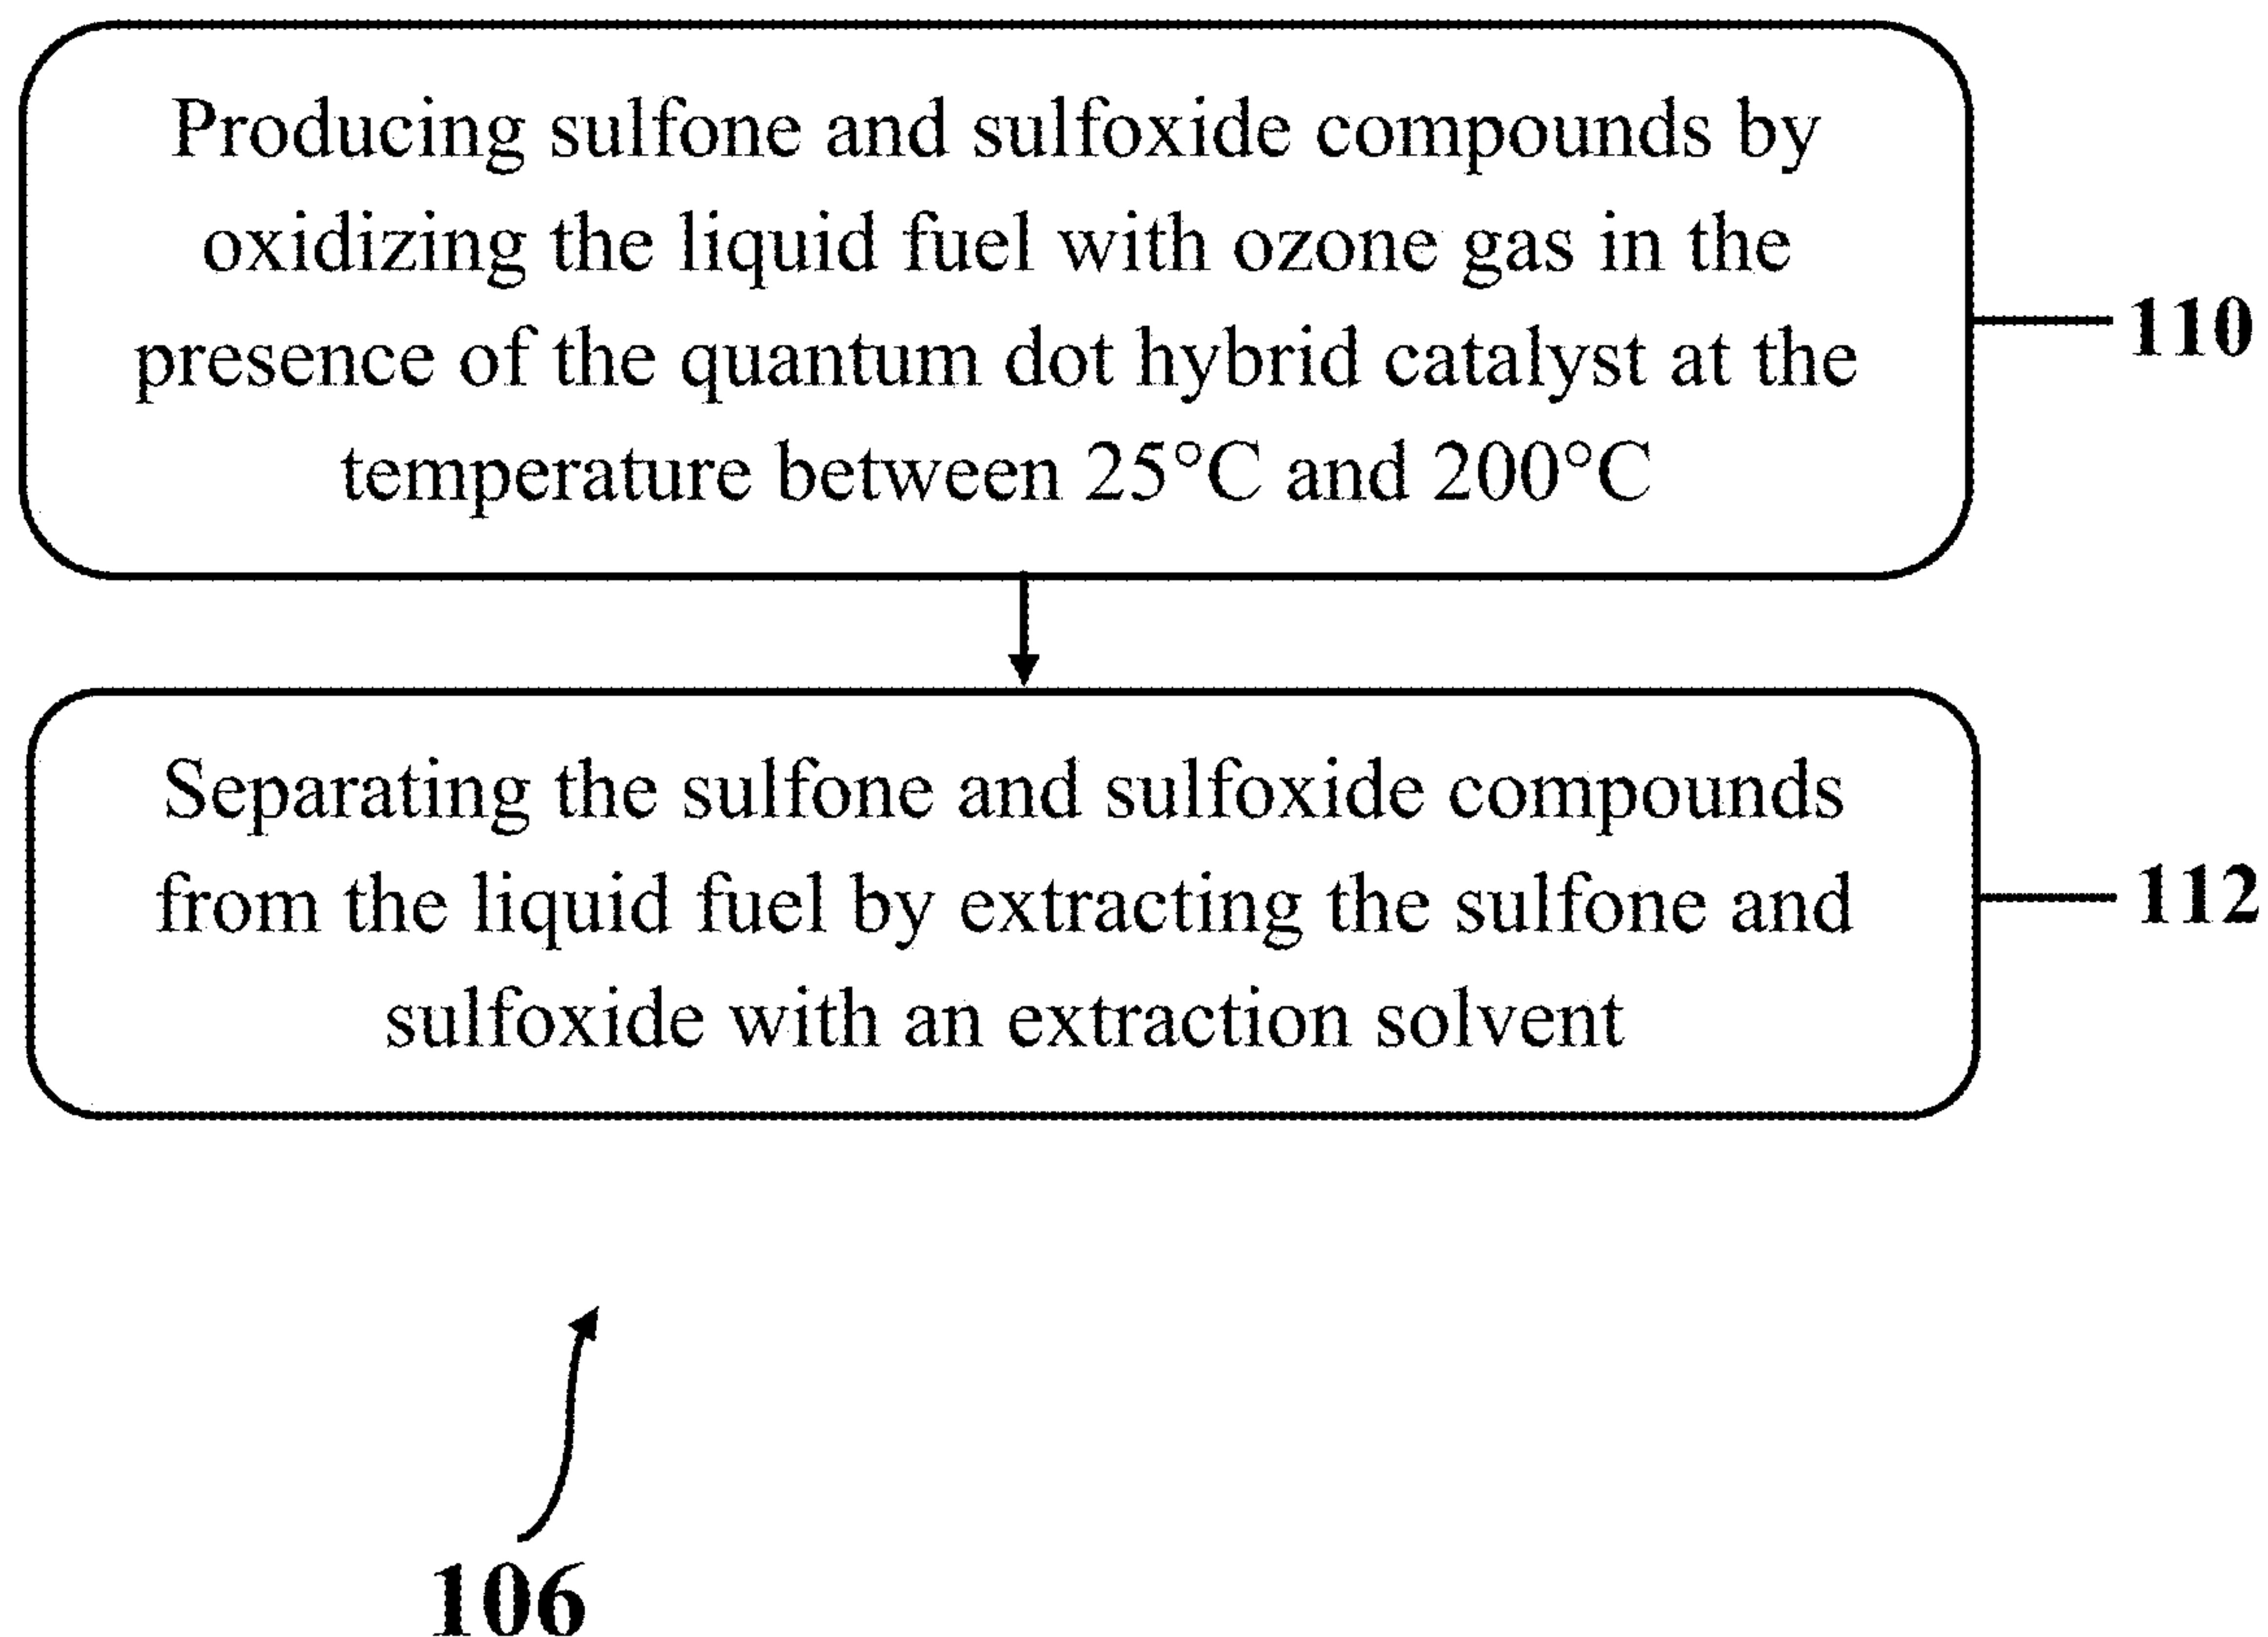 Producing sulfone and sulfoxide compounds by
oxidizing the liquid fuel with ozone gas in the
presence of the quantum dot hybrid catalyst at the
temperature between 25°C and 200°C
110
Separating the sulfone and sulfoxide compounds
from the liquid fuel by extracting the sulfone and
sulfoxide with an extraction solvent
112
106